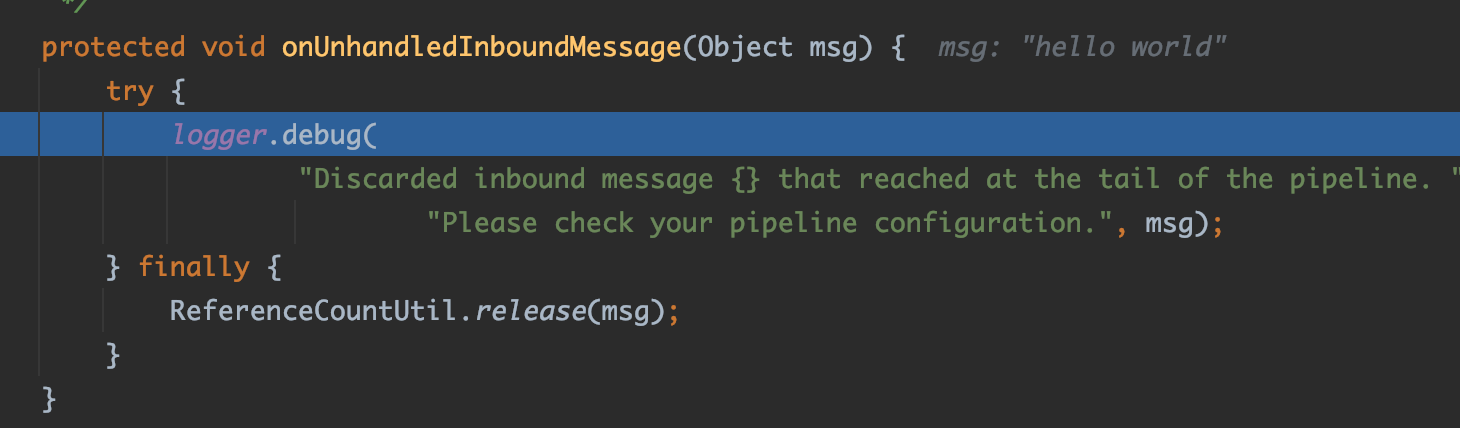 */
protected void onUnhandledInboundMessage(Object msg) {  msg: "hello world"
    try {
        logger.debug(
                "Discarded inbound message {} that reached at the tail of the pipeline. "
                        "Please check your pipeline configuration.", msg);
    } finally {
        ReferenceCountUtil.release(msg);
    }
}